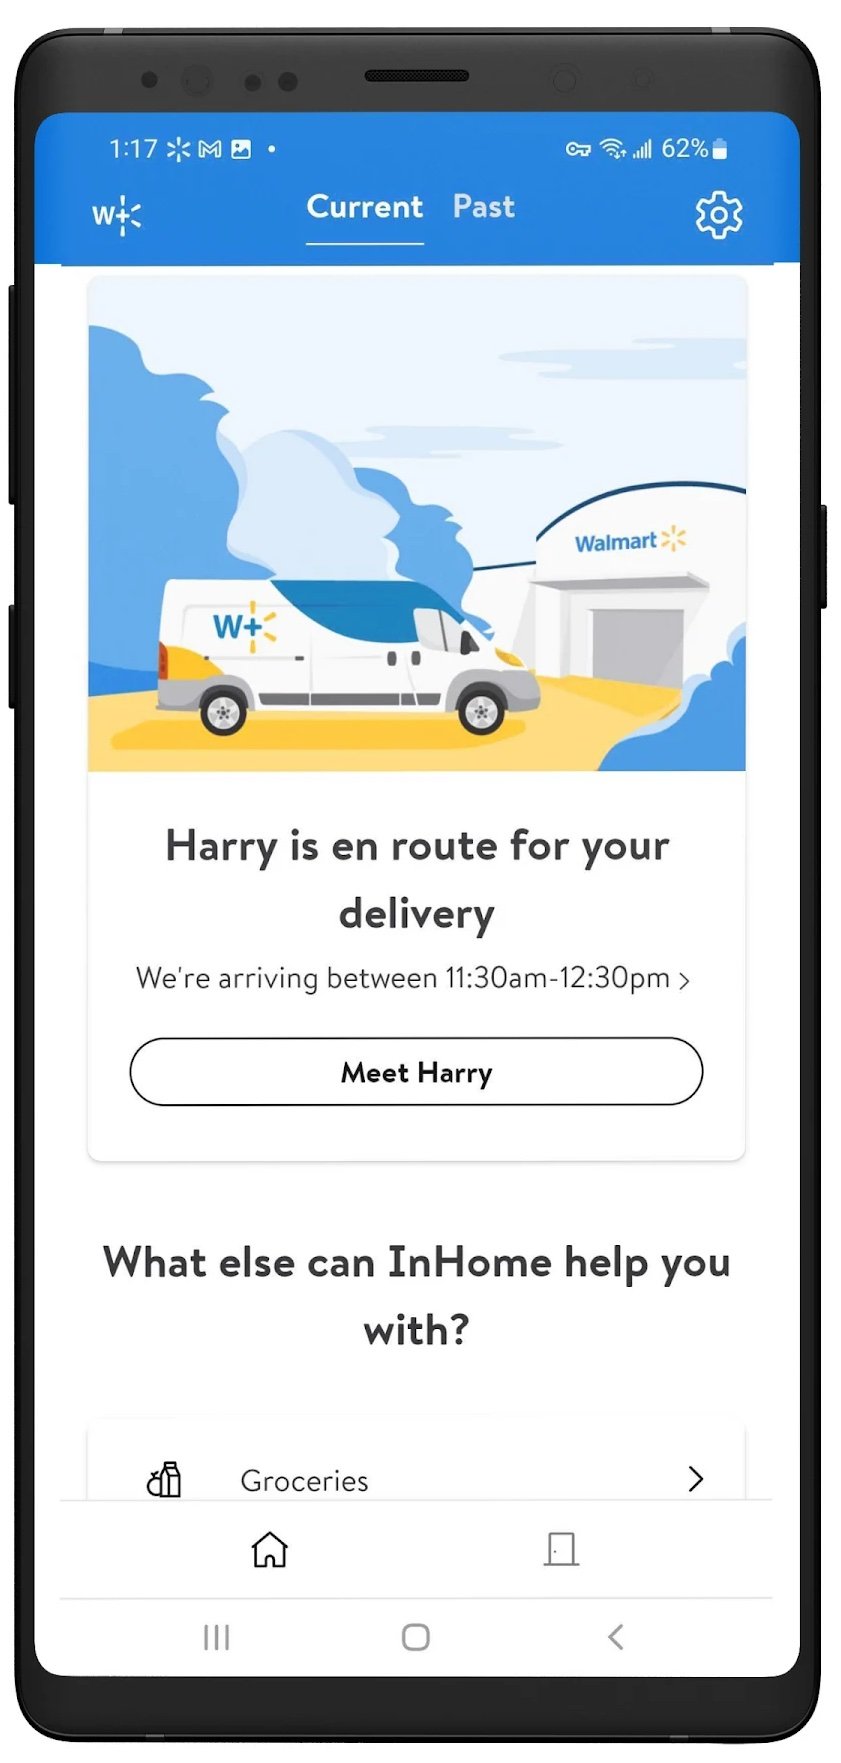 1:17 62%
W+ Current Past
Walmart
W+
Harry is en route for your
delivery
We're arriving between 11:30am-12:30pm >
Meet Harry
What else can InHome help you
with?
Groceries